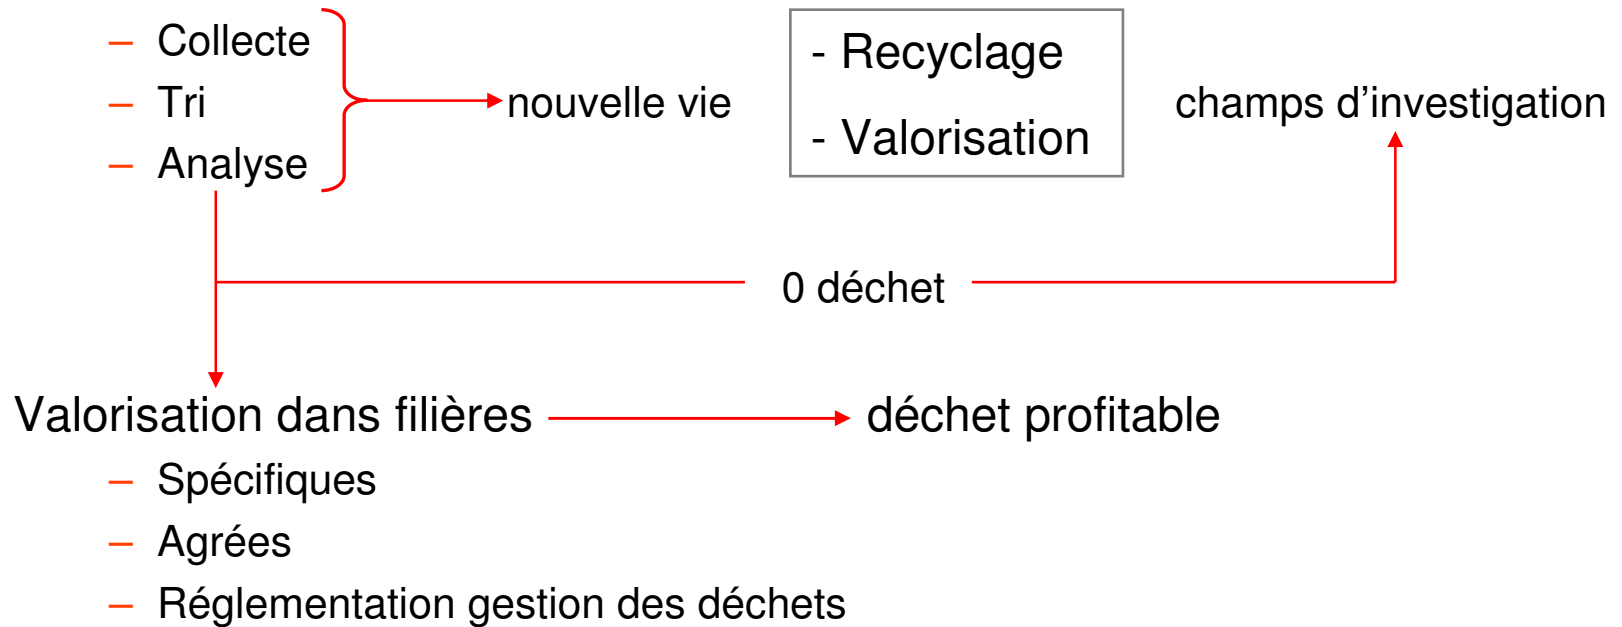 – Collecte
– Tri
– Analyse
nouvelle vie
- Recyclage
- Valorisation
champs d'investigation
0 déchet
Valorisation dans filières
déchet profitable
– Spécifiques
– Agrées
– Réglementation gestion des déchets